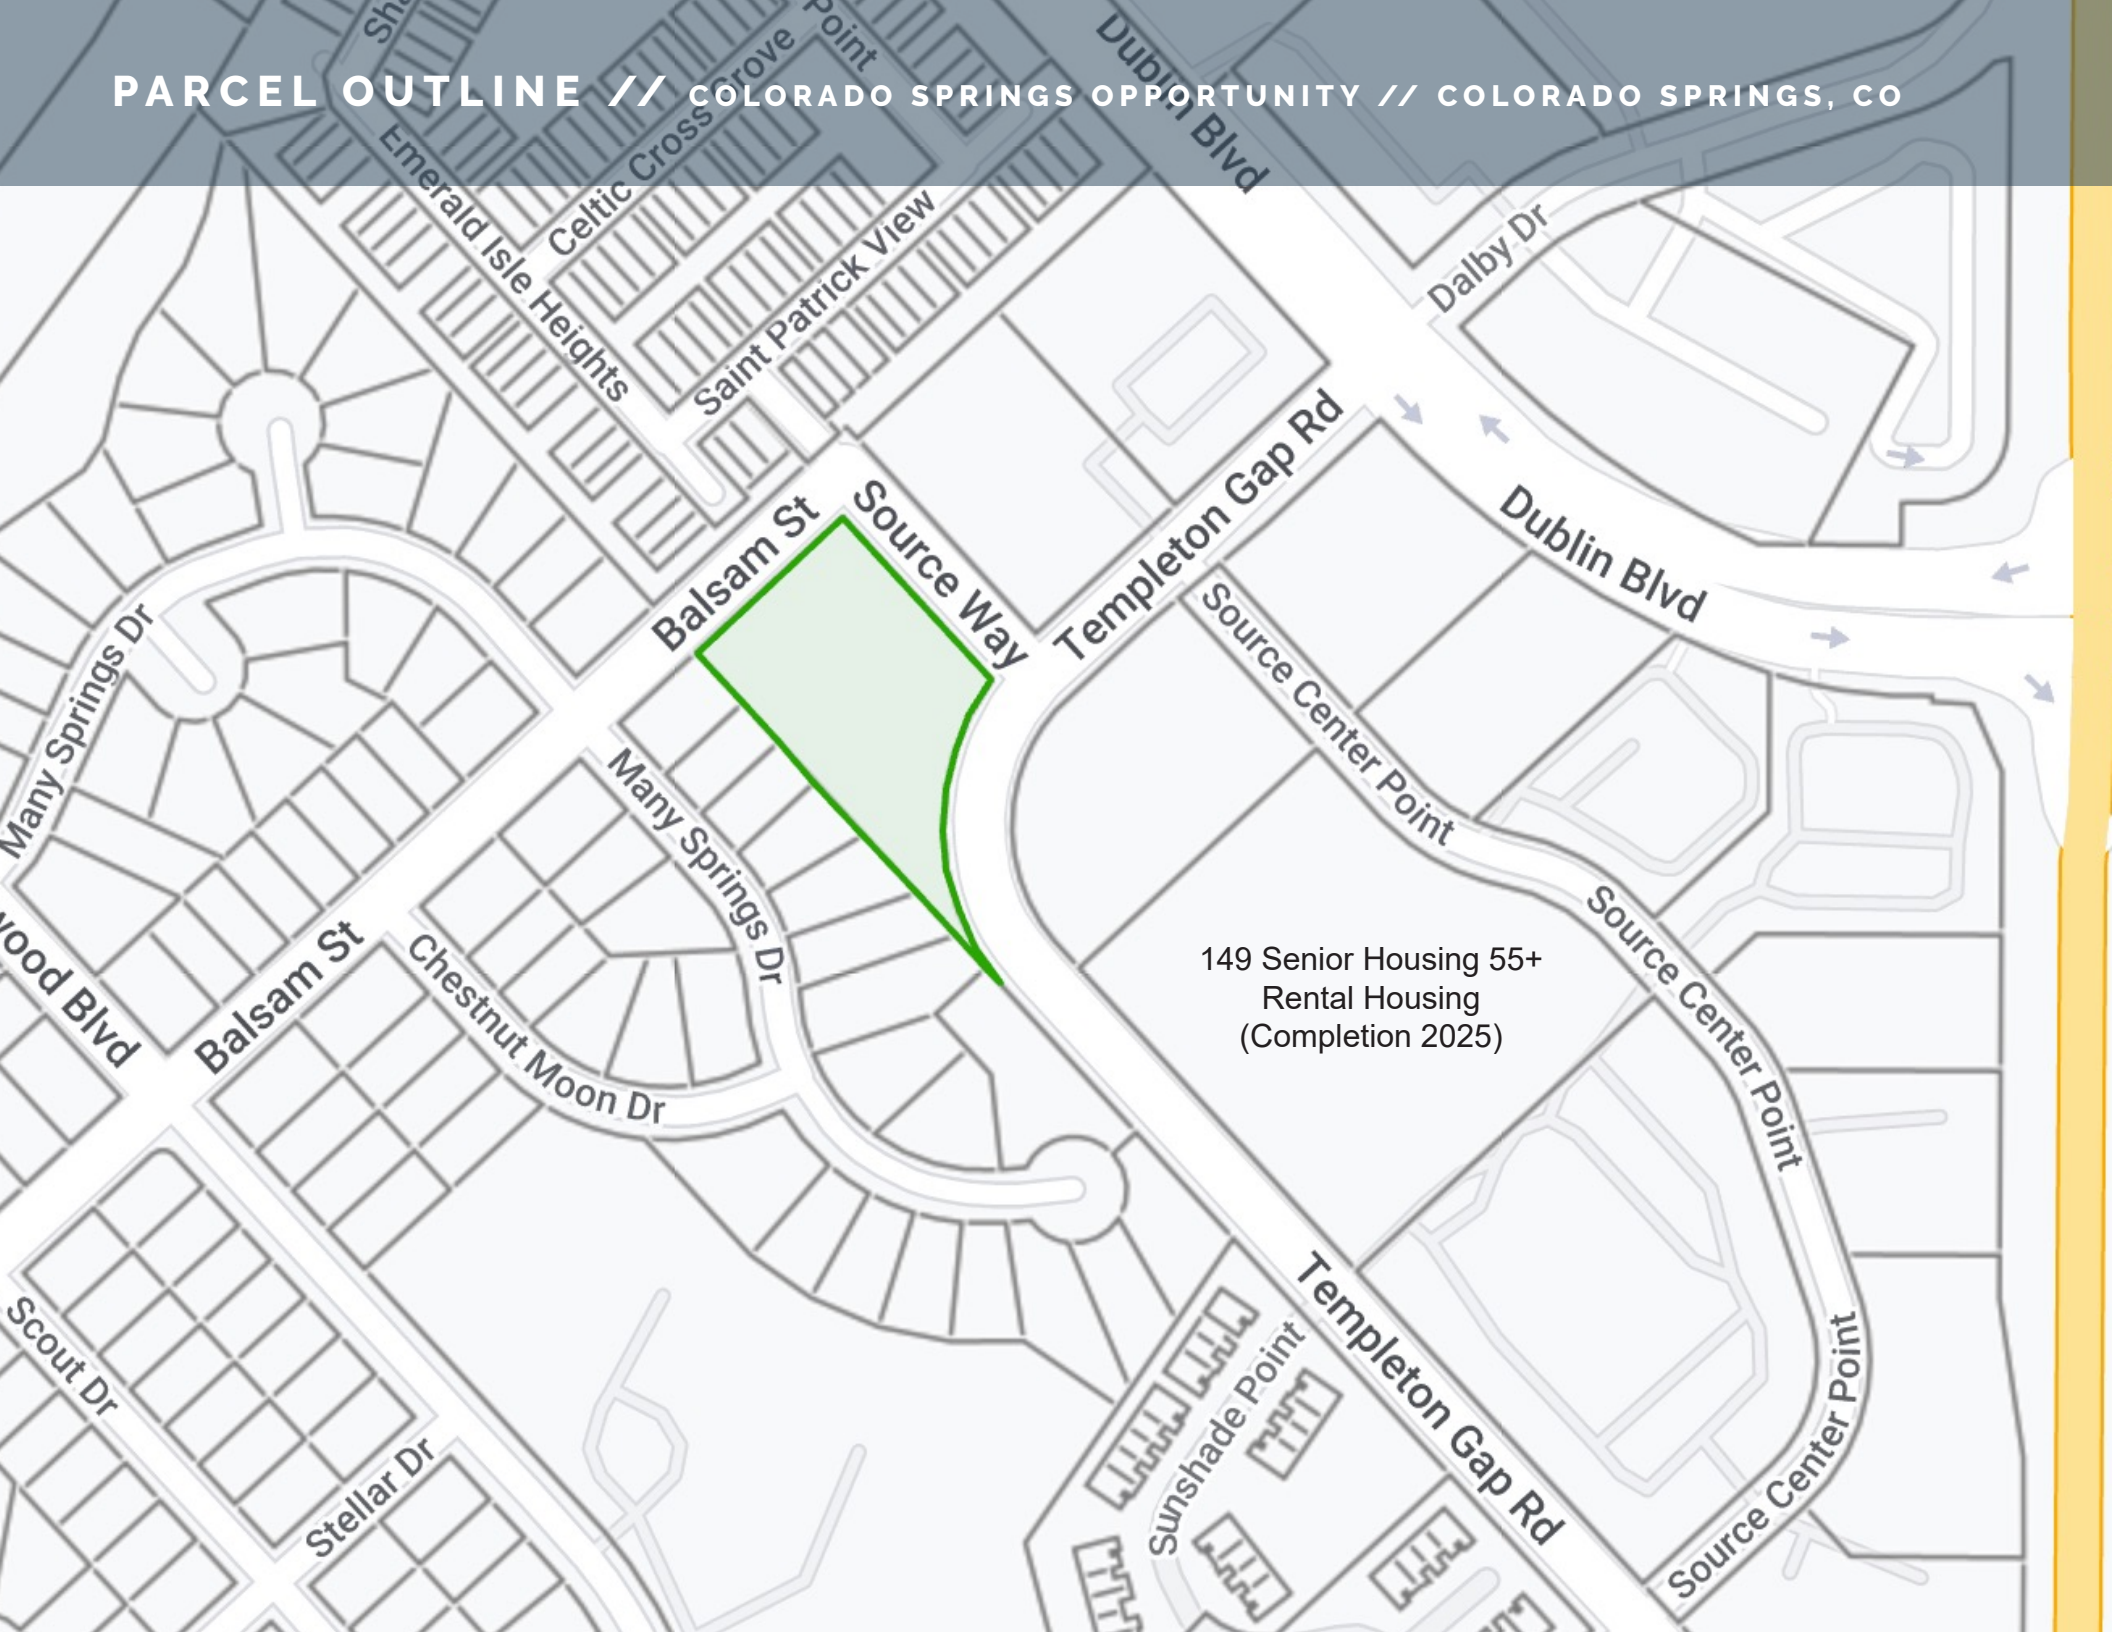 PARCEL OUTLINE // COLORADO SPRINGS OPPORTUNITY // COLORADO SPRINGS, CO
Point
Dublin Blvd
Emerald Isle Heights
Celtic Cross Grove
Saint Patrick View
Dalby Dr
Templeton Gap Rd
Source Way
Balsam St
Dublin Blvd
Source Center Point
Many Springs Dr
Many Springs Dr
Balsam St
Chestnut Moon Dr
wood Blvd
Source Center Point
149 Senior Housing 55+
Rental Housing
(Completion 2025)
Scout Dr
Stellar Dr
Sunshade Point
Templeton Gap Rd
Source Center Point